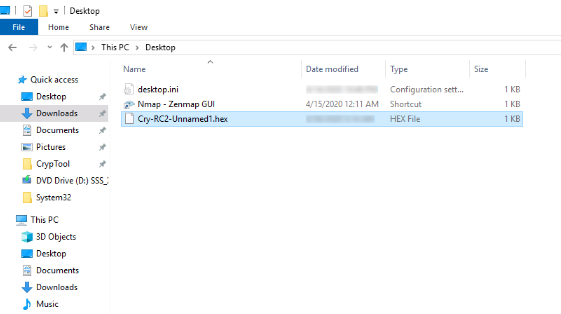 Desktop
File Home Share View
This PC Desktop
Name Date modified Type Size
Quick access
Desktop
Downloads
Documents
Pictures
CrypTool
DVD Drive (D:) SSS_
System32
This PC
3D Objects
Desktop
Documents
Downloads
Music
desktop.ini Configuration sett... 1 KB
Nmap - Zenmap GUI 4/15/2020 12:11 AM Shortcut 1 KB
Cry-RC2-Unnamed1.hex HEX File 1 KB